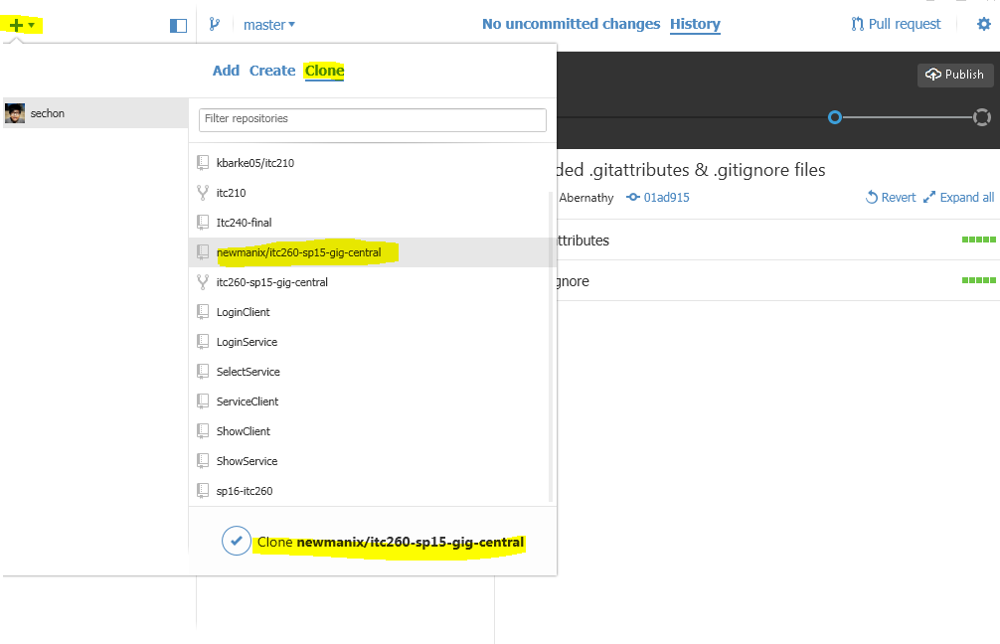 master
No uncommitted changes History
Pull request
Add Create Clone
Publish
sechon
Filter repositories
kbarke05/itc210
itc210
Itc240-final
newmanix/itc260-sp15-gig-central
itc260-sp15-gig-central
LoginClient
LoginService
SelectService
ServiceClient
ShowClient
ShowService
sp16-itc260
Clone newmanix/itc260-sp15-gig-central
ded .gitattributes & .gitignore files
Abernathy 01ad915
Revert Expand all
ttributes
gnore